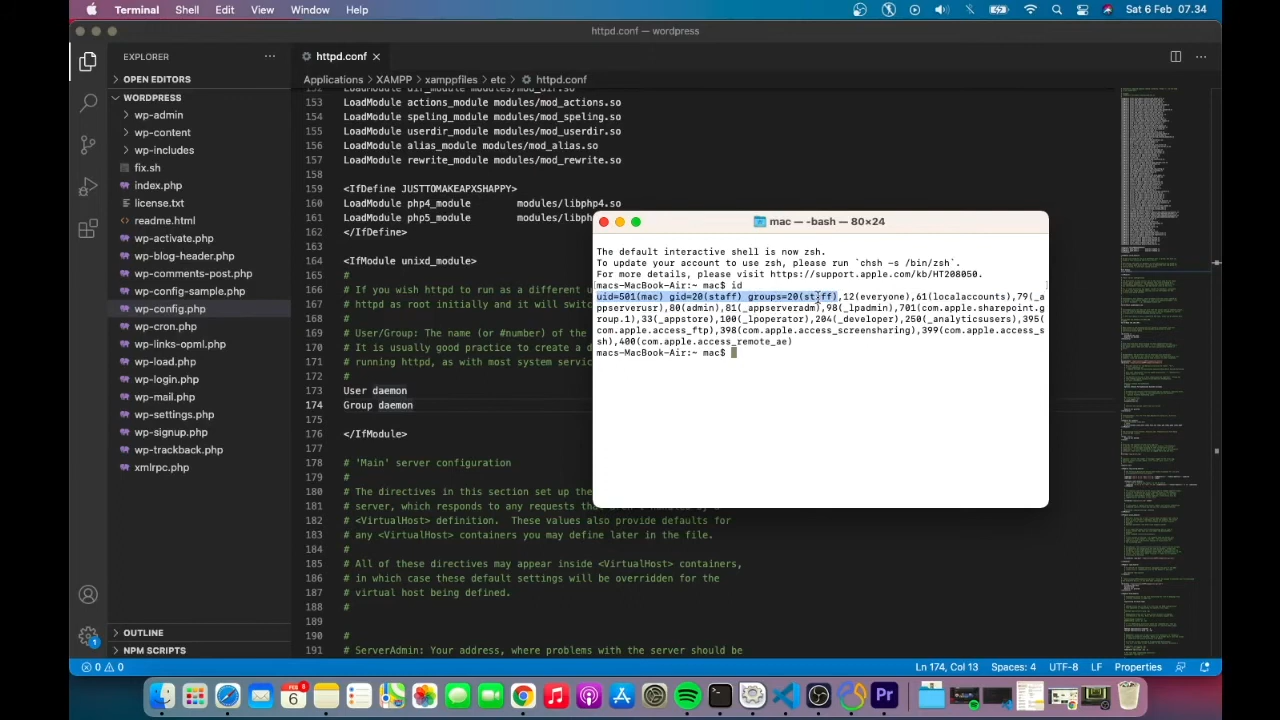 Terminal Shell Edit View Window Help Sat 6 Feb 07.34
httpd.conf — wordpress
EXPLORER
OPEN EDITORS
WORDPRESS
wp-admin
wp-content
wp-includes
fix.sh
index.php
license.txt
readme.html
wp-activate.php
wp-blog-header.php
wp-comments-post.php
wp-config-sample.php
wp-config.php
wp-cron.php
wp-links-opml.php
wp-load.php
wp-login.php
wp-mail.php
wp-settings.php
wp-signup.php
wp-trackback.php
xmlrpc.php
OUTLINE
NPM SCRIPTS
httpd.conf
Applications > XAMPP > xamppfiles > etc > httpd.conf
152 LoadModule dir_module modules/mod_dir.so
153 LoadModule actions_module modules/mod_actions.so
154 LoadModule speling_module modules/mod_speling.so
155 LoadModule userdir_module modules/mod_userdir.so
156 LoadModule alias_module modules/mod_alias.so
157 LoadModule rewrite_module modules/mod_rewrite.so
158
159 <IfDefine JUSTTOMAKEAPXSHAPPY>
160 LoadModule php4_module modules/libphp4.so
161 LoadModule php5_module modules/libph
162 </IfDefine>
163
164 <IfModule unixd_module>
165 #
166 # If you wish httpd to run as a different u
167 # httpd as root initially and it will switc
168 #
169 # User/Group: The name (or #number) of the
170 # It is usually good practice to create a d
171 # running httpd, as with most system servic
172 #
173 User daemon
174 Group daemon
175
176 </IfModule>
177
178 # 'Main' server configuration
179 #
180 # The directives in this section set up the
181 # server, which responds to any requests that aren't handled by a
182 # <VirtualHost> definition. These values also provide defaults for
183 # any <VirtualHost> containers you may define later in the file.
184 #
185 # All of these directives may appear inside <VirtualHost> containers,
186 # in which case these default settings will be overridden for the
187 # virtual host being defined.
188 #
189
190 #
191 # ServerAdmin: Your address, where problems with the server should be
mac — -bash — 80×24
The default interactive shell is now zsh.
To update your account to use zsh, please run `chsh -s /bin/zsh`.
For more details, please visit https://support.apple.com/kb/HT208050.
macs-MacBook-Air:~ mac$ id
uid=501(mac) gid=20(staff) groups=20(staff),12(everyone),61(localaccounts),79(_a
ppserverusr),80(admin),81(_appserveradm),98(_lpadmin),701(com.apple.sharepoint.g
roup.1),33(_appstore),100(_lpoperator),204(_developer),250(_analyticsusers),395(
com.apple.access_ftp),398(com.apple.access_screensharing),399(com.apple.access_s
sh),400(com.apple.access_remote_ae)
macs-MacBook-Air:~ mac$
0 0 Ln 174, Col 13 Spaces: 4 UTF-8 LF Properties